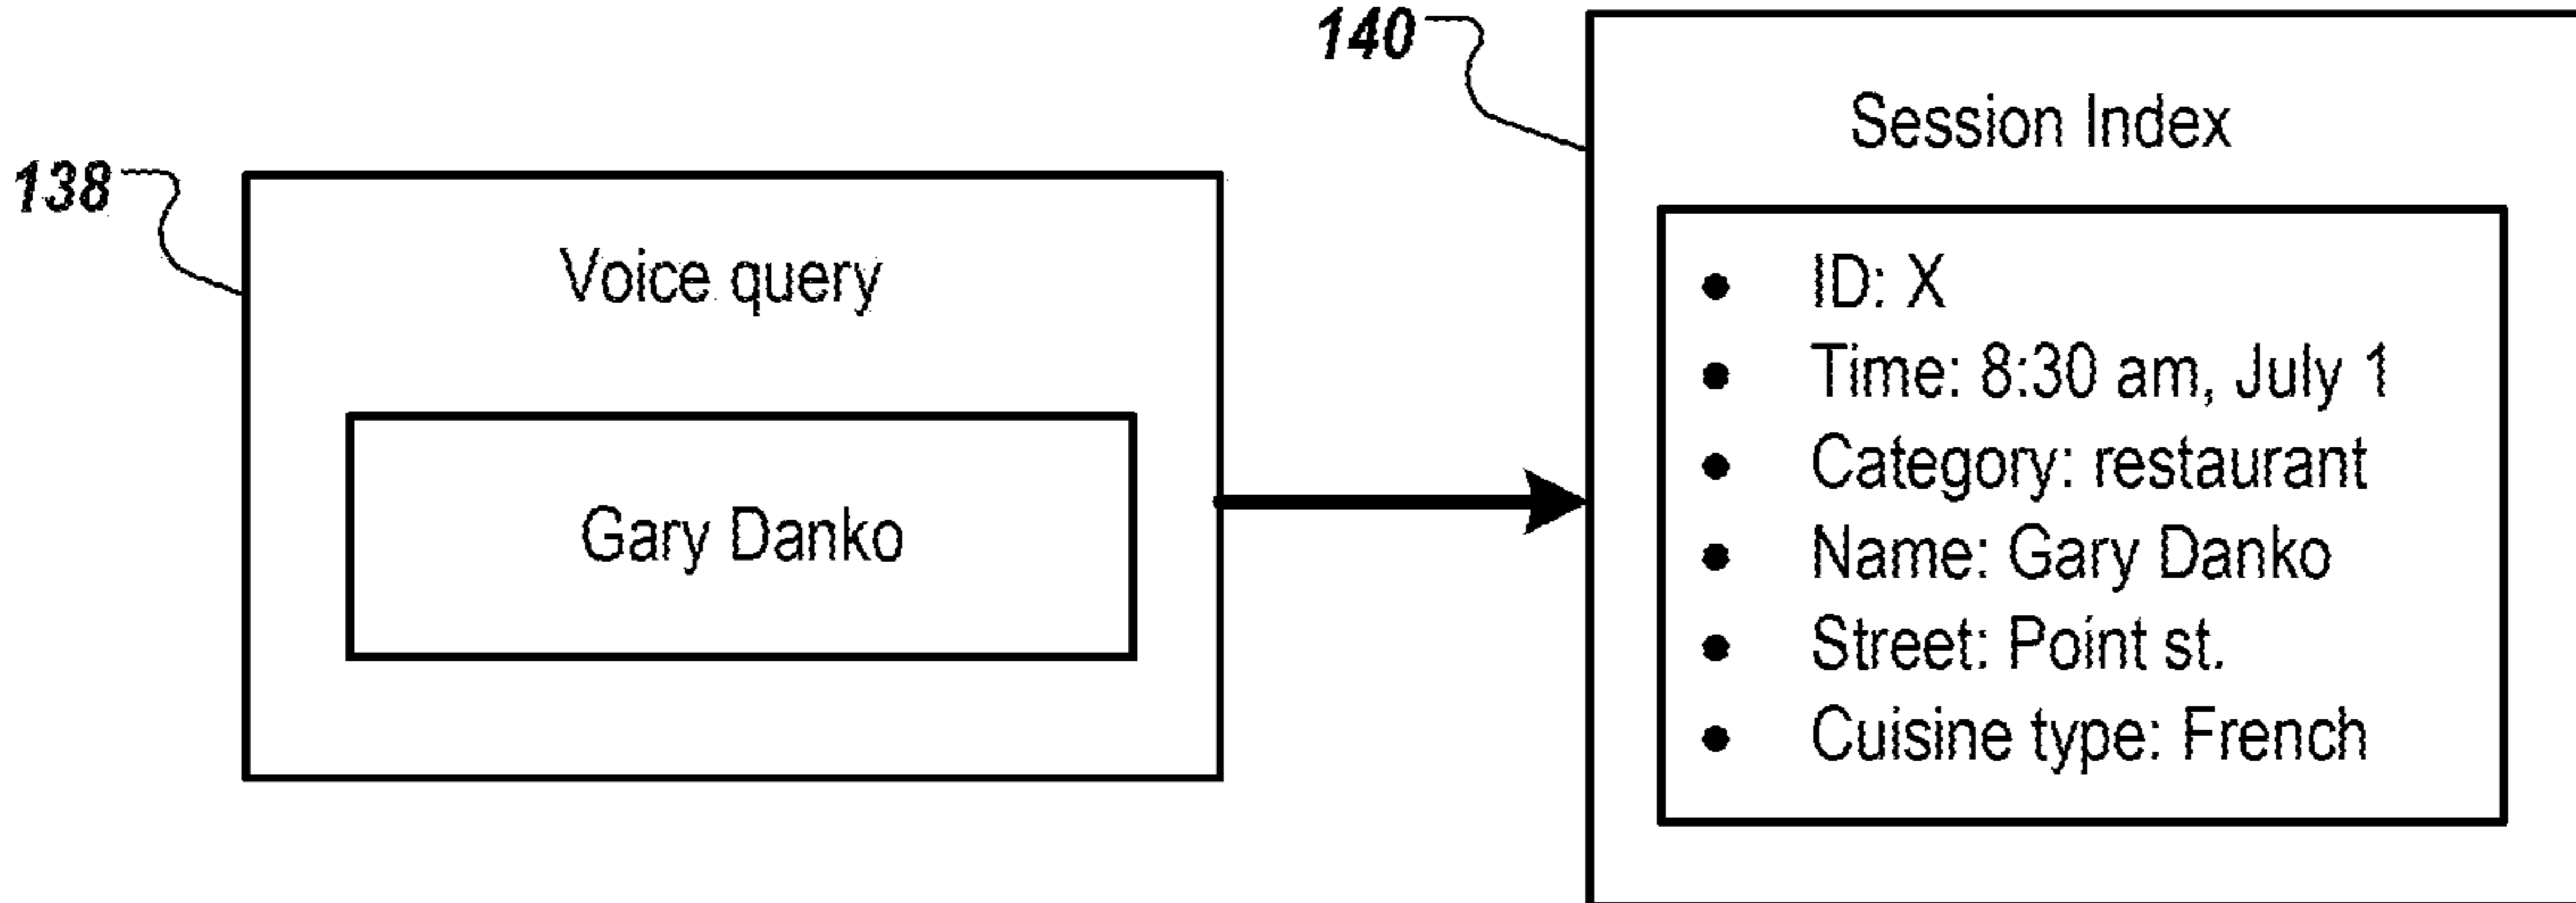 138
Voice query
Gary Danko
140
Session Index
• ID: X
• Time: 8:30 am, July 1
• Category: restaurant
• Name: Gary Danko
• Street: Point st.
• Cuisine type: French